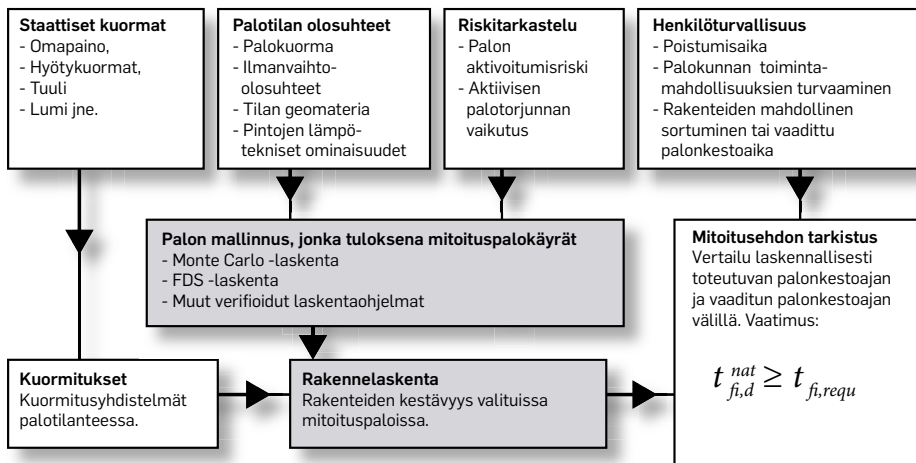 Staattiset kuormat
- Omapaino,
- Hyötykuormat,
- Tuuli
- Lumi jne.
Palotilan olosuhteet
- Palokuorma
- Ilmanvaihto-
olosuhteet
- Tilan geomateria
- Pintojen lämpö-
tekniset ominaisuudet
Riskitarkastelu
- Palon
aktivoitumisriski
- Aktiivisen
palotorjunnan
vaikutus
Henkilöturvallisuus
- Poistumisaika
- Palokunnan toiminta-
mahdollisuuksien turvaaminen
- Rakenteiden mahdollinen
sortuminen tai vaadittu
palonkestoaika
Palon mallinnus, jonka tuloksena mitoituspalokäyrät
- Monte Carlo -laskenta
- FDS -laskenta
- Muut verifioidut laskentaohjelmat
Mitoitusehdon tarkistus
Vertailu laskennallisesti
toteutuvan palonkestoajan
ja vaaditun palonkestoajan
välillä. Vaatimus:
t fi,d nat ≥ t fi,requ
Kuormitukset
Kuormitusyhdistelmät
palotilanteessa.
Rakennelaskenta
Rakenteiden kestävyys valituissa
mitoituspaloissa.